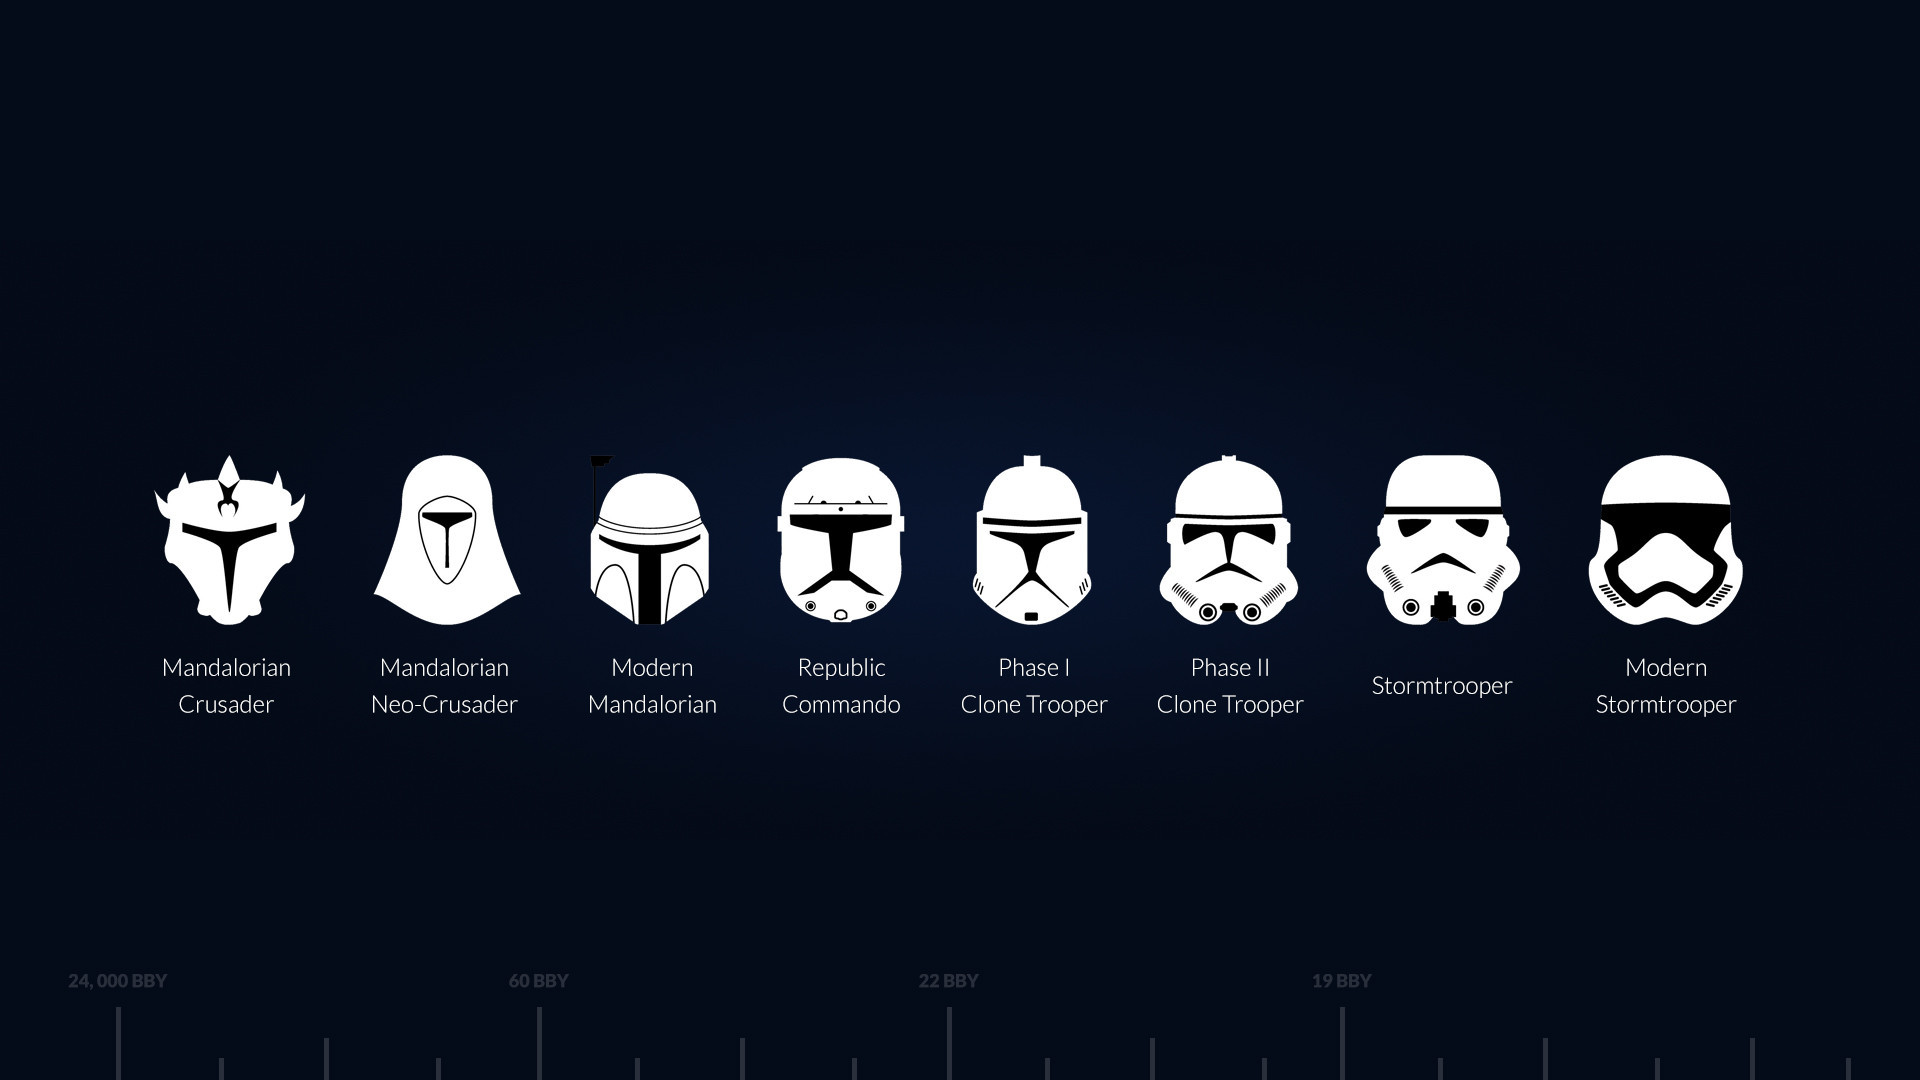 Mandalorian
Crusader
Mandalorian
Neo-Crusader
Modern
Mandalorian
Republic
Commando
Phase I
Clone Trooper
Phase II
Clone Trooper
Stormtrooper
Modern
Stormtrooper
24, 000 BBY
60 BBY
22 BBY
19 BBY